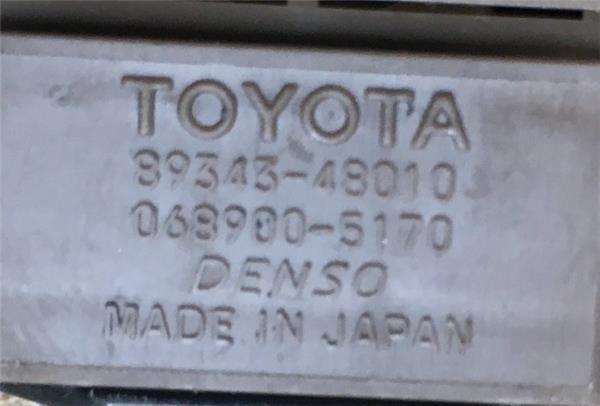 TOYOTA
89343-48010
068900-5170
DENSO
MADE IN JAPAN